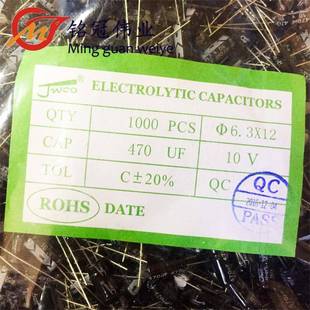 铭冠伟业
Ming guan weiye
Jwco ELECTROLYTIC CAPACITORS
QTY 1000 PCS Φ6.3X12
CAP 470 UF 10 V
TOL C±20% QC
QC
PASS
ROHS DATE